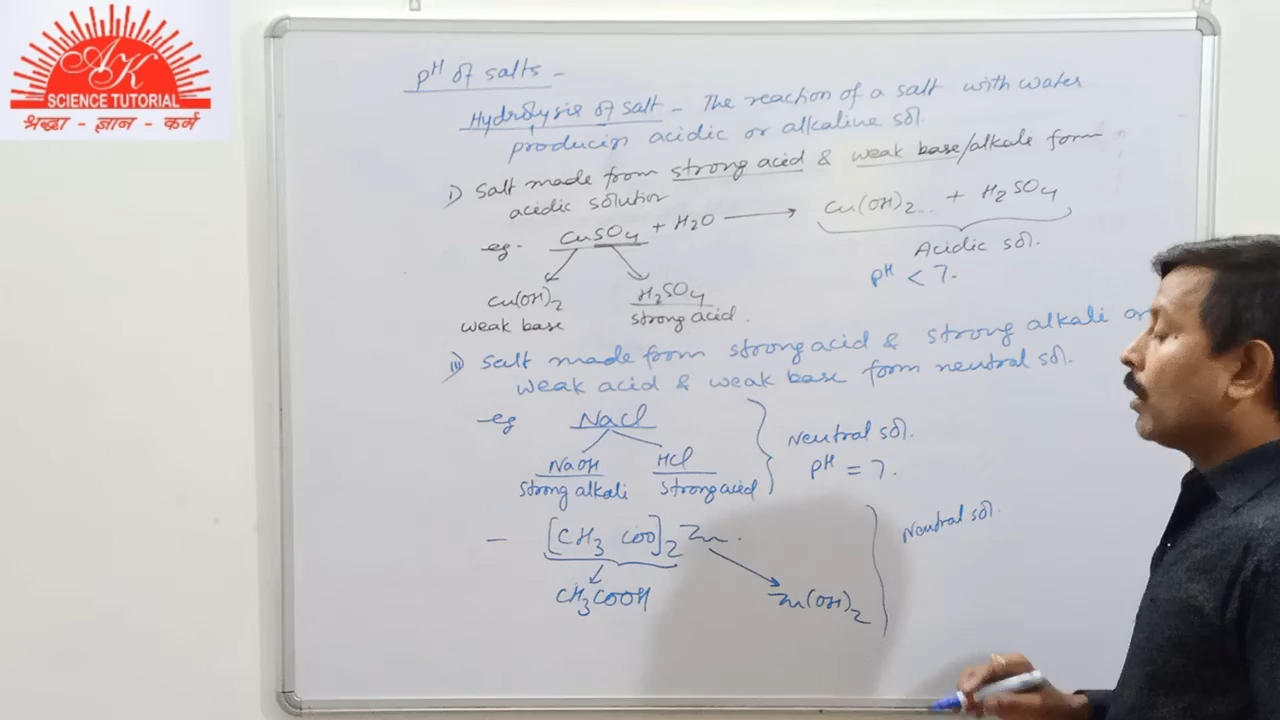 AK
SCIENCE TUTORIAL
श्रद्धा - ज्ञान - कर्म
pH of salts -
Hydrolysis of salt - The reaction of a salt with water
producing acidic or alkaline sol.
i) Salt made from strong acid & weak base/alkale form
acidic solution
eg. CuSO4 + H2O → Cu(OH)2 + H2SO4
Acidic sol.
pH < 7.
Cu(OH)2 H2SO4
weak base strong acid.
iii) Salt made from strong acid & strong alkali or
weak acid & weak base form neutral sol.
eg NaCl
Neutral sol.
NaOH HCl pH = 7.
strong alkali strong acid
- [CH3 COO]2 Zn. Neutral sol.
CH3COOH Zn(OH)2